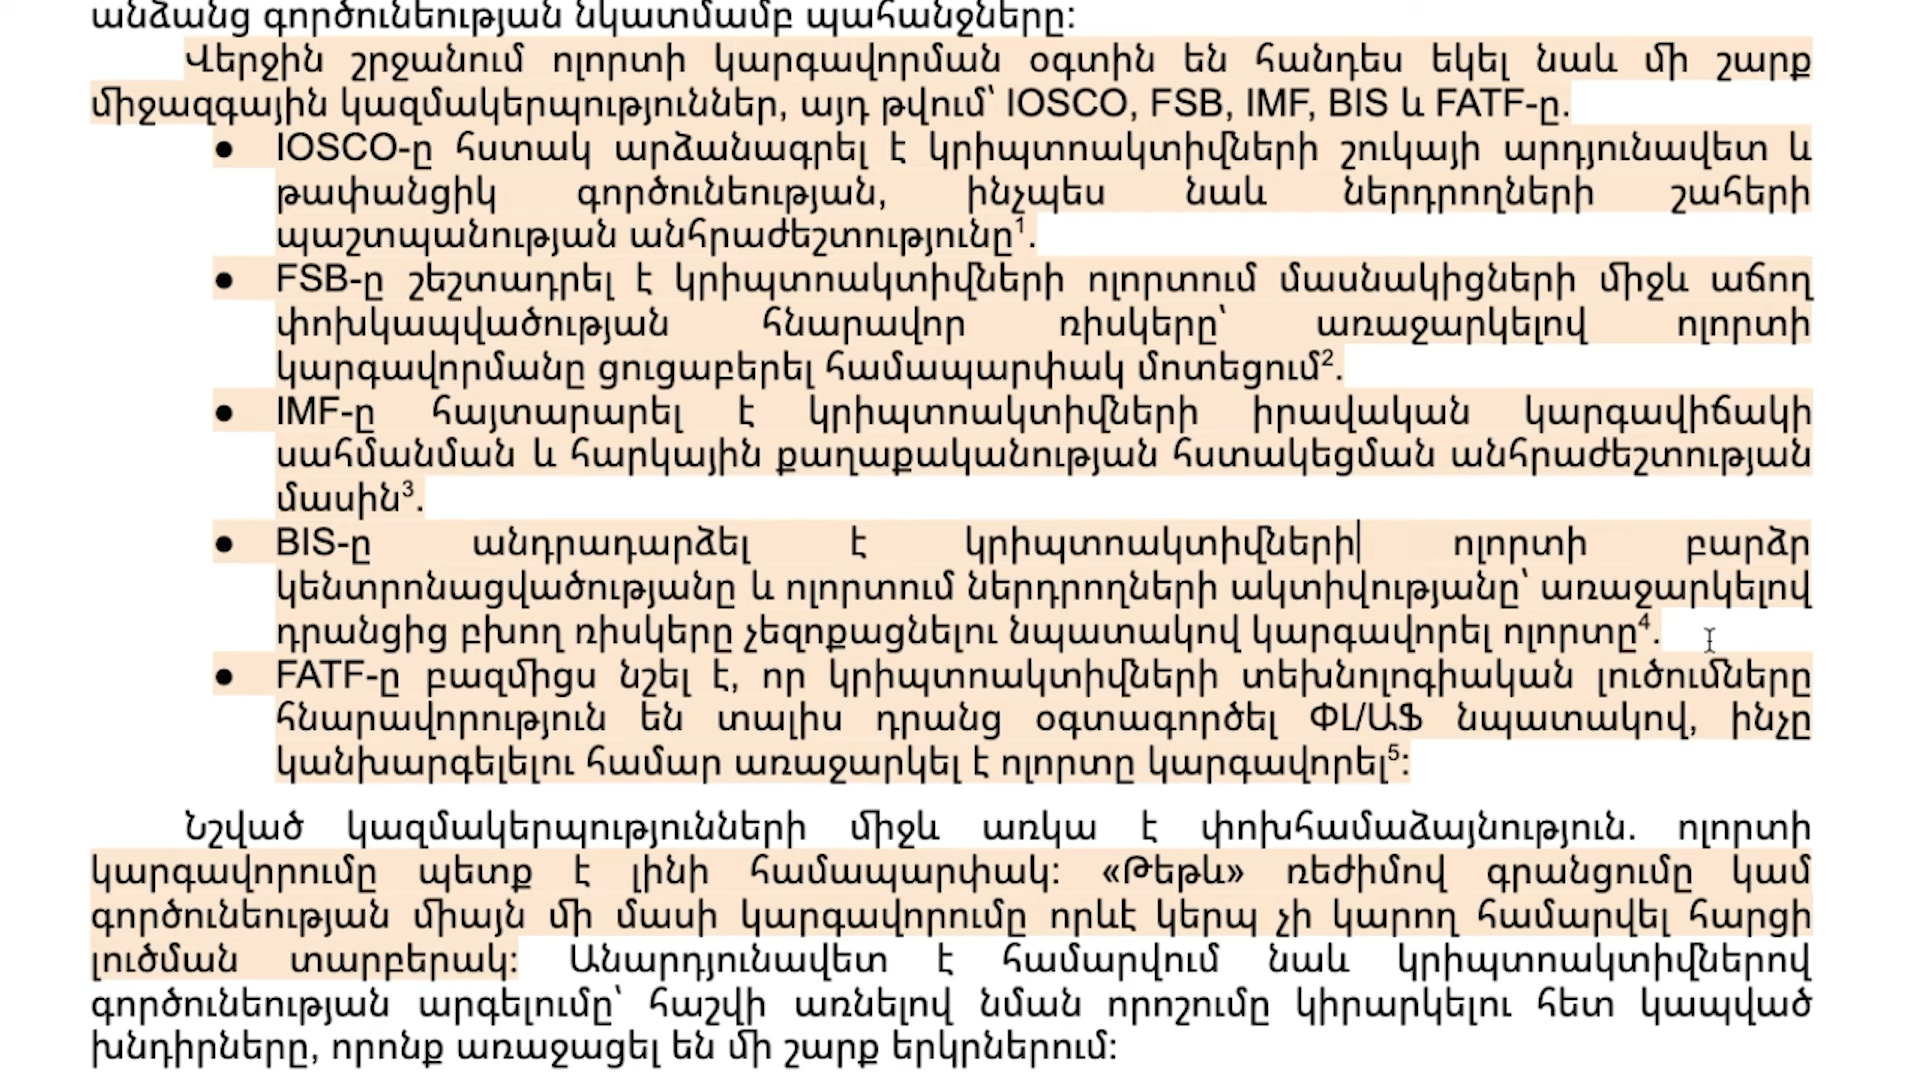 անձանց գործունեության նկատմամբ պահանջները:
Վերջին շրջանում ոլորտի կարգավորման օգտին են հանդես եկել նաև մի շարք
միջազգային կազմակերպություններ, այդ թվում՝ IOSCO, FSB, IMF, BIS և FATF-ը.
● IOSCO-ը հստակ արձանագրել է կրիպտոակտիվների շուկայի արդյունավետ և
թափանցիկ գործունեության, ինչպես նաև ներդրողների շահերի
պաշտպանության անհրաժեշտությունը¹.
● FSB-ը շեշտադրել է կրիպտոակտիվների ոլորտում մասնակիցների միջև աճող
փոխկապվածության հնարավոր ռիսկերը՝ առաջարկելով ոլորտի
կարգավորմանը ցուցաբերել համապարփակ մոտեցում².
● IMF-ը հայտարարել է կրիպտոակտիվների իրավական կարգավիճակի
սահմանման և հարկային քաղաքականության հստակեցման անհրաժեշտության
մասին³.
● BIS-ը անդրադարձել է կրիպտոակտիվների ոլորտի բարձր
կենտրոնացվածությանը և ոլորտում ներդրողների ակտիվությանը՝ առաջարկելով
դրանցից բխող ռիսկերը չեզոքացնելու նպատակով կարգավորել ոլորտը⁴.
● FATF-ը բազմիցս նշել է, որ կրիպտոակտիվների տեխնոլոգիական լուծումները
հնարավորություն են տալիս դրանց օգտագործել ՓԼ/ԱՖ նպատակով, ինչը
կանխարգելելու համար առաջարկել է ոլորտը կարգավորել⁵:
Նշված կազմակերպությունների միջև առկա է փոխհամաձայնություն. ոլորտի
կարգավորումը պետք է լինի համապարփակ: «Թեթև» ռեժիմով գրանցումը կամ
գործունեության միայն մի մասի կարգավորումը որևէ կերպ չի կարող համարվել հարցի
լուծման տարբերակ: Անարդյունավետ է համարվում նաև կրիպտոակտիվներով
գործունեության արգելումը՝ հաշվի առնելով նման որոշումը կիրարկելու հետ կապված
խնդիրները, որոնք առաջացել են մի շարք երկրներում: